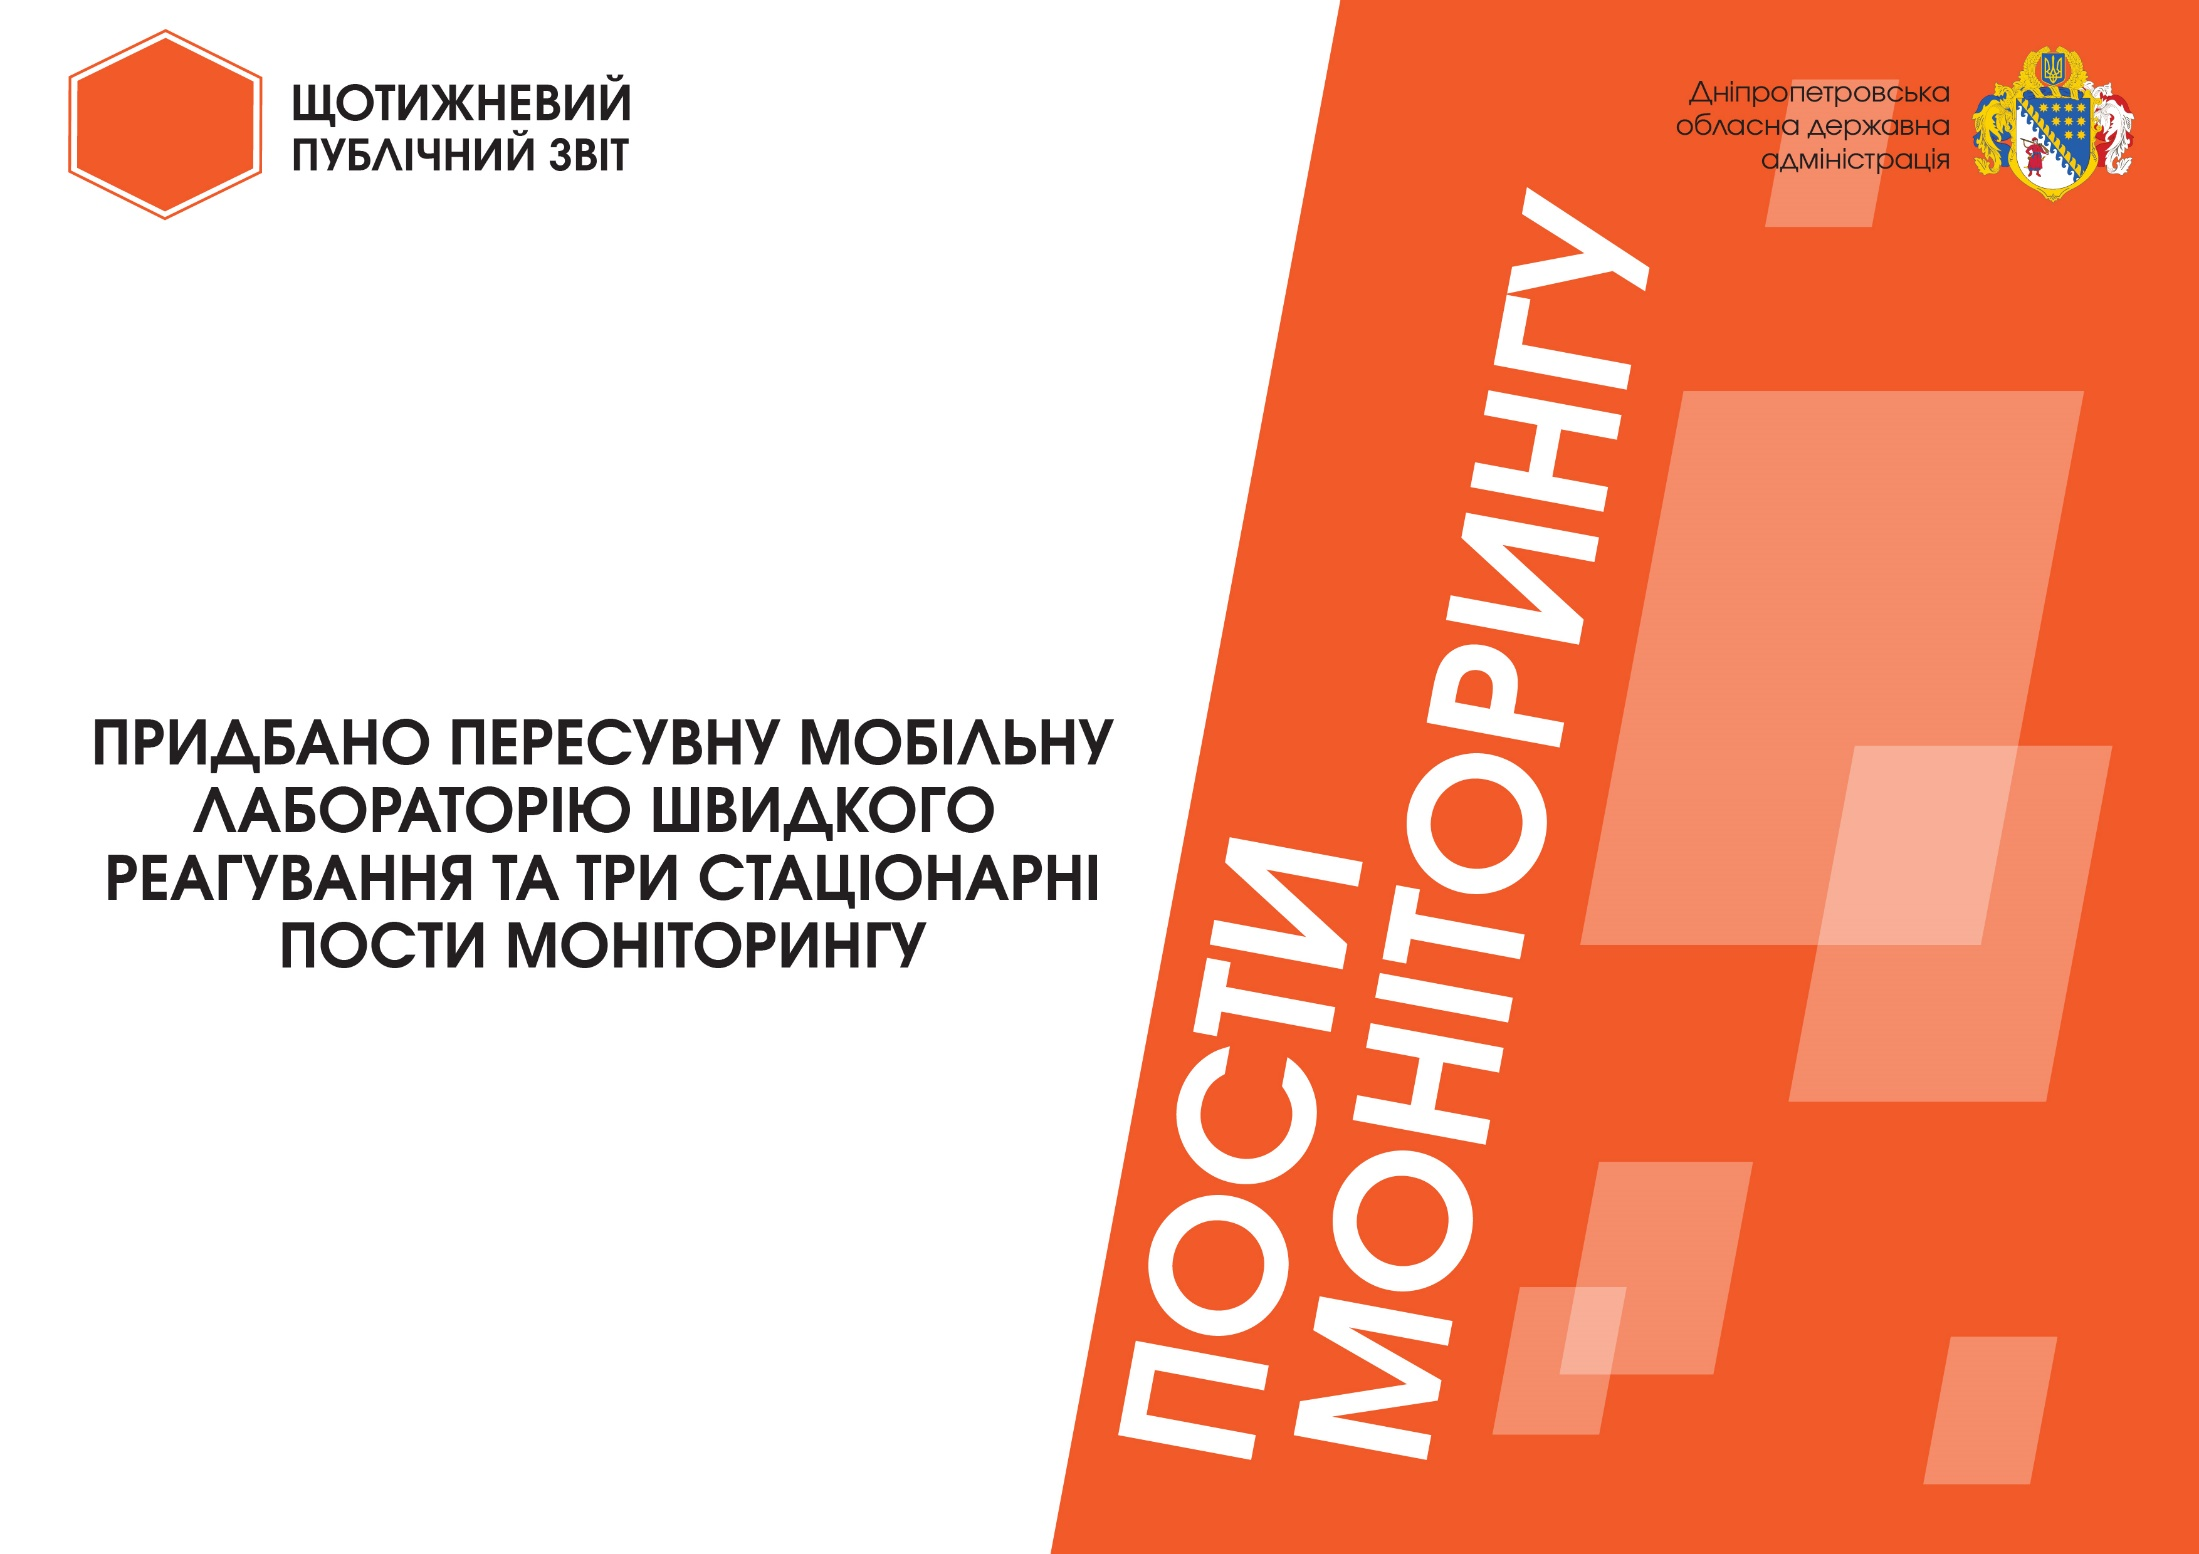 ЩОТИЖНЕВИЙ
ПУБЛІЧНИЙ ЗВІТ
Дніпропетровська
обласна державна
адміністрація
ПРИДБАНО ПЕРЕСУВНУ МОБІЛЬНУ
ЛАБОРАТОРІЮ ШВИДКОГО
РЕАГУВАННЯ ТА ТРИ СТАЦІОНАРНІ
ПОСТИ МОНІТОРИНГУ
ПОСТИ
МОНІТОРИНГУ